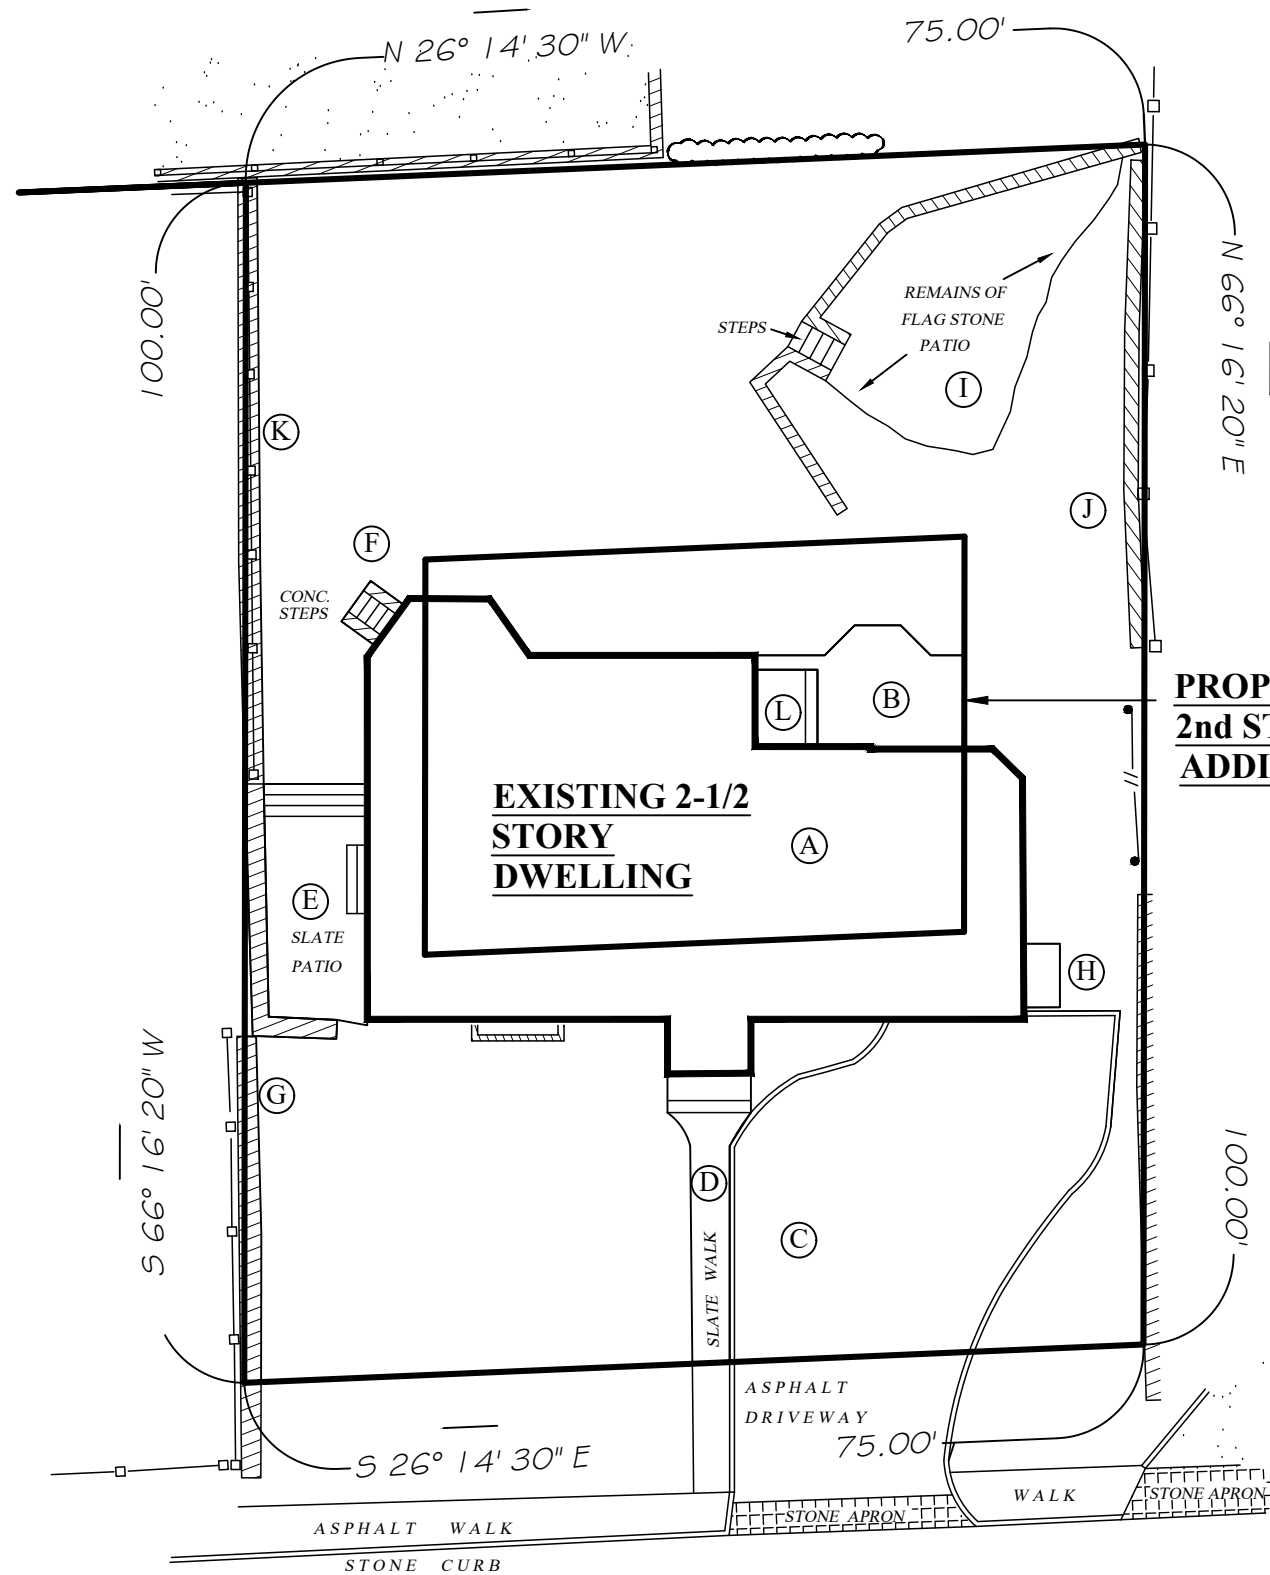 N 26° 14' 30" W
75.00'
100.00'
N 66° 16' 20" E
REMAINS OF
FLAG STONE
PATIO
STEPS
I
K
J
F
CONC.
STEPS
B
L
PROP
2nd ST
ADDI
EXISTING 2-1/2
STORY
DWELLING
A
E
SLATE
PATIO
H
G
S 66° 16' 20" W
D
SLATE WALK
C
100.00'
ASPHALT
DRIVEWAY
75.00'
S 26° 14' 30" E
WALK
STONE APRON
STONE APRON
ASPHALT WALK
STONE CURB